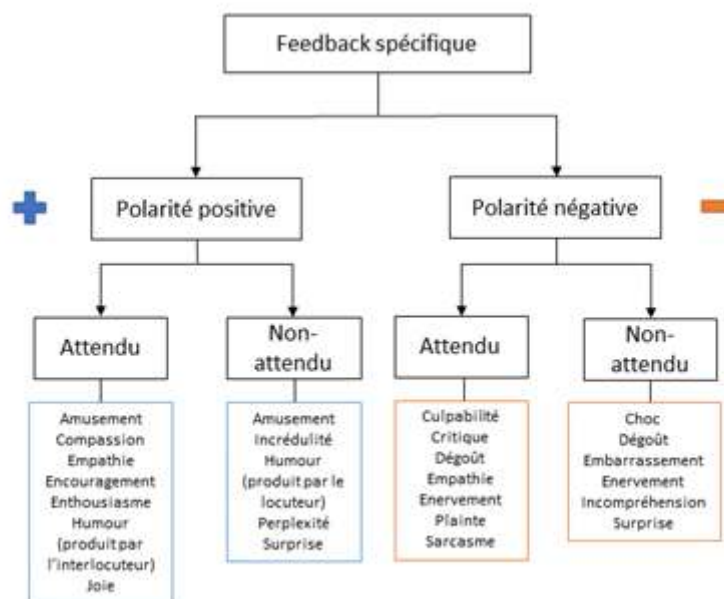 Feedback spécifique
Polarité positive
Polarité négative
Attendu
Non-
attendu
Attendu
Non-
attendu
Amusement
Compassion
Empathie
Encouragement
Enthousiasme
Humour
(produit par
l'interlocuteur)
Joie
Amusement
Incrédulité
Humour
(produit par le
locuteur)
Perplexité
Surprise
Culpabilité
Critique
Dégoût
Empathie
Enervement
Plainte
Sarcasme
Choc
Dégoût
Embarrassement
Enervement
Incompréhension
Surprise